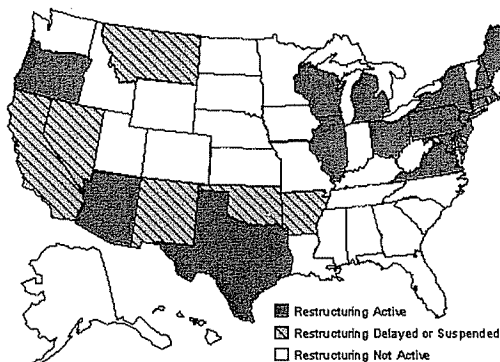 Restructuring Active
Restructuring Delayed or Suspended
Restructuring Not Active